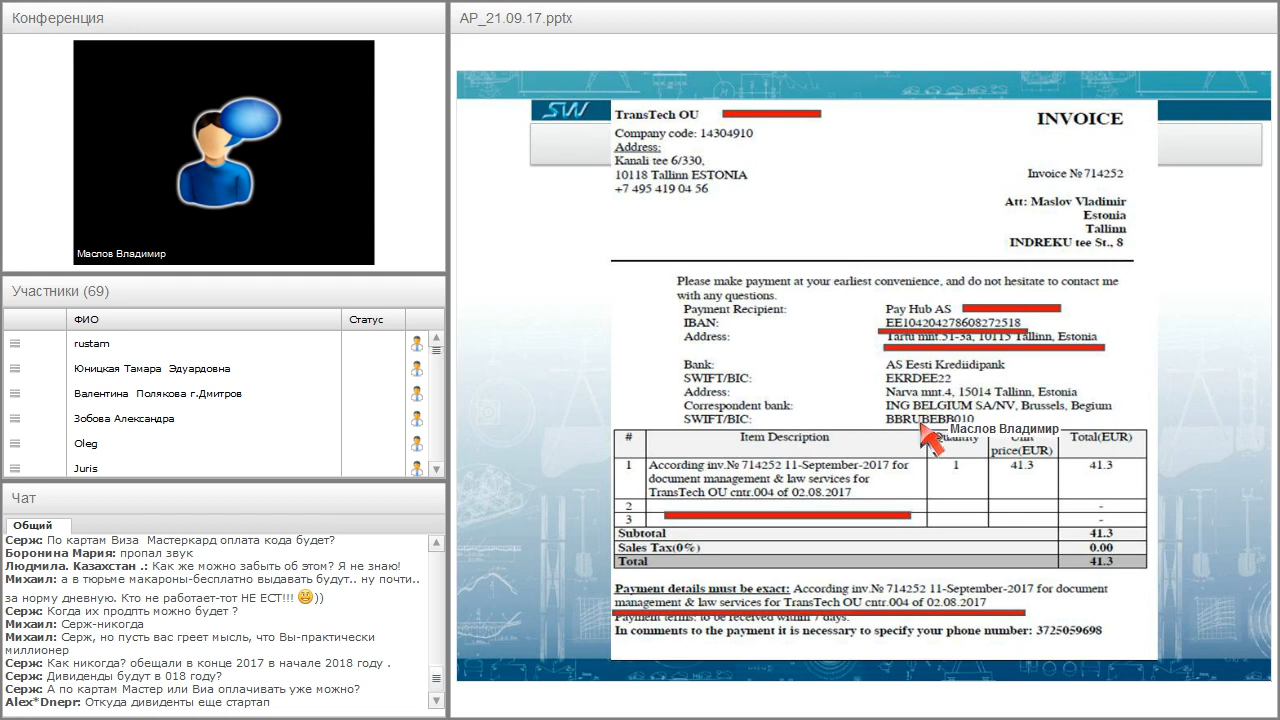 Конференция
Маслов Владимир
Участники (69)
ФИО
Статус
rustam
Юницкая Тамара Эдуардовна
Валентина Полякова г.Дмитров
Зобова Александра
Oleg
Juris
Чат
Общий
Серж: По картам Виза Мастеркард оплата кода будет?
Боронина Мария: пропал звук
Людмила. Казахстан .: Как же можно забыть об этом? Я не енак!
Михаил: а в тюрьме макароны-бесплатно выдавать будут.. ну почти..
за норму дневную. Кто не работает-тот НЕ ЕСТ!!! ))
Серж: Когда их продпть можно будет ?
Михаил: Серж-никогда
Михаил: Серж, но пусть вас греет мысль, что Вы-практически
миллионер
Серж: Как никогда? обещали в конце 2017 в начале 2018 году .
Серж: Дивиденды будут в 018 году?
Серж: А по картам Мастер или Виа оплачивать уже можно?
Alex*Dnepr: Откуда дивиденты еще стартап
AP_21.09.17.pptx
SW
TransTech OU
Company code: 14304910
Address:
Kanali tee 6/330,
10118 Tallinn ESTONIA
+7 495 419 04 56
INVOICE
Invoice № 714252
Att: Maslov Vladimir
Estonia
Tallinn
INDREKU tee St., 8
Please make payment at your earliest convenience, and do not hesitate to contact me
with any questions.
Payment Recipient: Pay Hub AS
IBAN: EE104204278608272518
Address: Tartu mnt.51-3a, 10115 Tallinn, Estonia
Bank: AS Eesti Krediidipank
SWIFT/BIC: EKRDEE22
Address: Narva mnt.4, 15014 Tallinn, Estonia
Correspondent bank: ING BELGIUM SA/NV, Brussels, Begium
SWIFT/BIC: BBRUBEBB010
Маслов Владимир
# Item Description Quantity Unit price(EUR) Total(EUR)
1 According inv.№ 714252 11-September-2017 for 1 41.3 41.3
document management & law services for
TransTech OU cntr.004 of 02.08.2017
2 -
3 -
Subtotal 41.3
Sales Tax(0%) 0.00
Total 41.3
Payment details must be exact: According inv.№ 714252 11-September-2017 for document
management & law services for TransTech OU cntr.004 of 02.08.2017
Payment terms: to be received within 7 days.
In comments to the payment it is necessary to specify your phone number: 3725059698